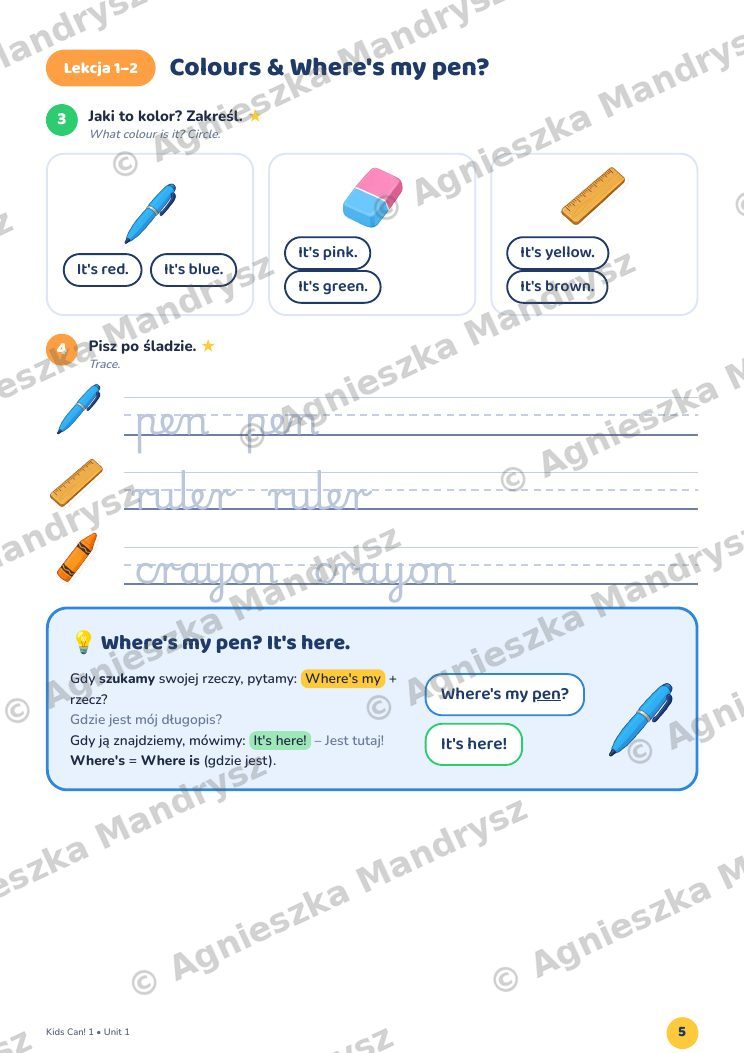 Lekcja 1–2
Colours & Where's my pen?
3
Jaki to kolor? Zakreśl. ★
What colour is it? Circle.
It's red. It's blue.
It's pink.
It's green.
It's yellow.
It's brown.
4
Pisz po śladzie. ★
Trace.
pen pen
ruler ruler
crayon crayon
Where's my pen? It's here.
Gdy szukamy swojej rzeczy, pytamy: Where's my +
rzecz?
Gdzie jest mój długopis?
Gdy ją znajdziemy, mówimy: It's here! – Jest tutaj!
Where's = Where is (gdzie jest).
Where's my pen?
It's here!
Kids Can! 1 • Unit 1
5
© Agnieszka Mandrysz